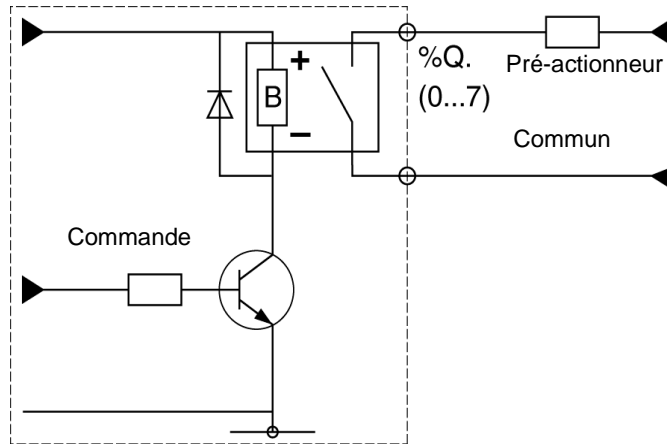 +
%Q.
(0...7)
Pré-actionneur
B
–
Commun
Commande